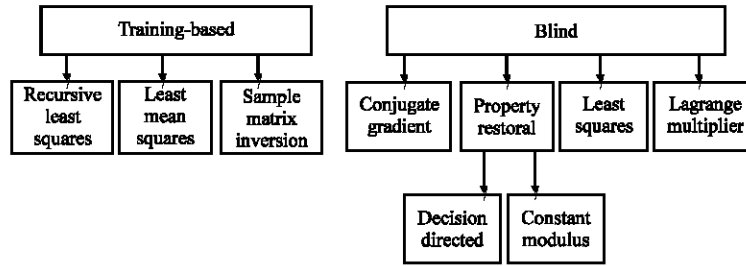 Training-based
Blind
Recursive
least
squares
Least
mean
squares
Sample
matrix
inversion
Conjugate
gradient
Property
restoral
Least
squares
Lagrange
multiplier
Decision
directed
Constant
modulus